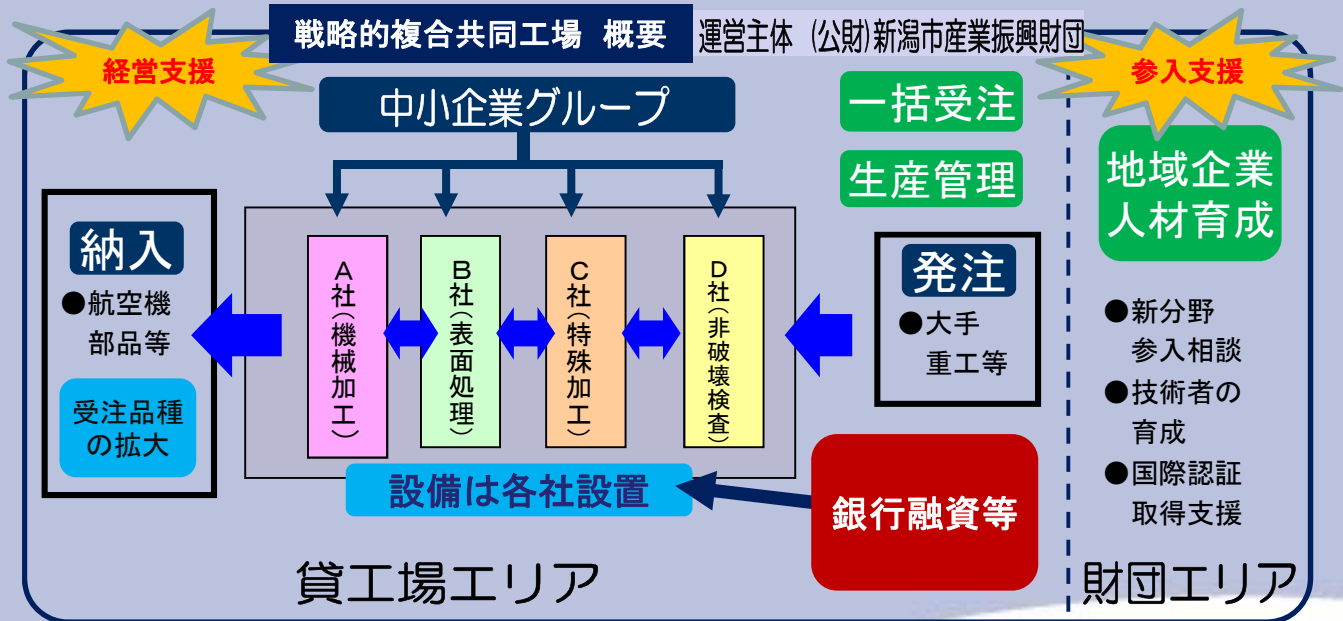 戦略的複合共同工場 概要
運営主体 (公財)新潟市産業振興財団
経営支援
参入支援
中小企業グループ
一括受注
生産管理
地域企業
人材育成
納入
●航空機
部品等
受注品種
の拡大
A社(機械加工)
B社(表面処理)
C社(特殊加工)
D社(非破壊検査)
発注
●大手
重工等
●新分野
参入相談
●技術者の
育成
●国際認証
取得支援
設備は各社設置
銀行融資等
貸工場エリア
財団エリア